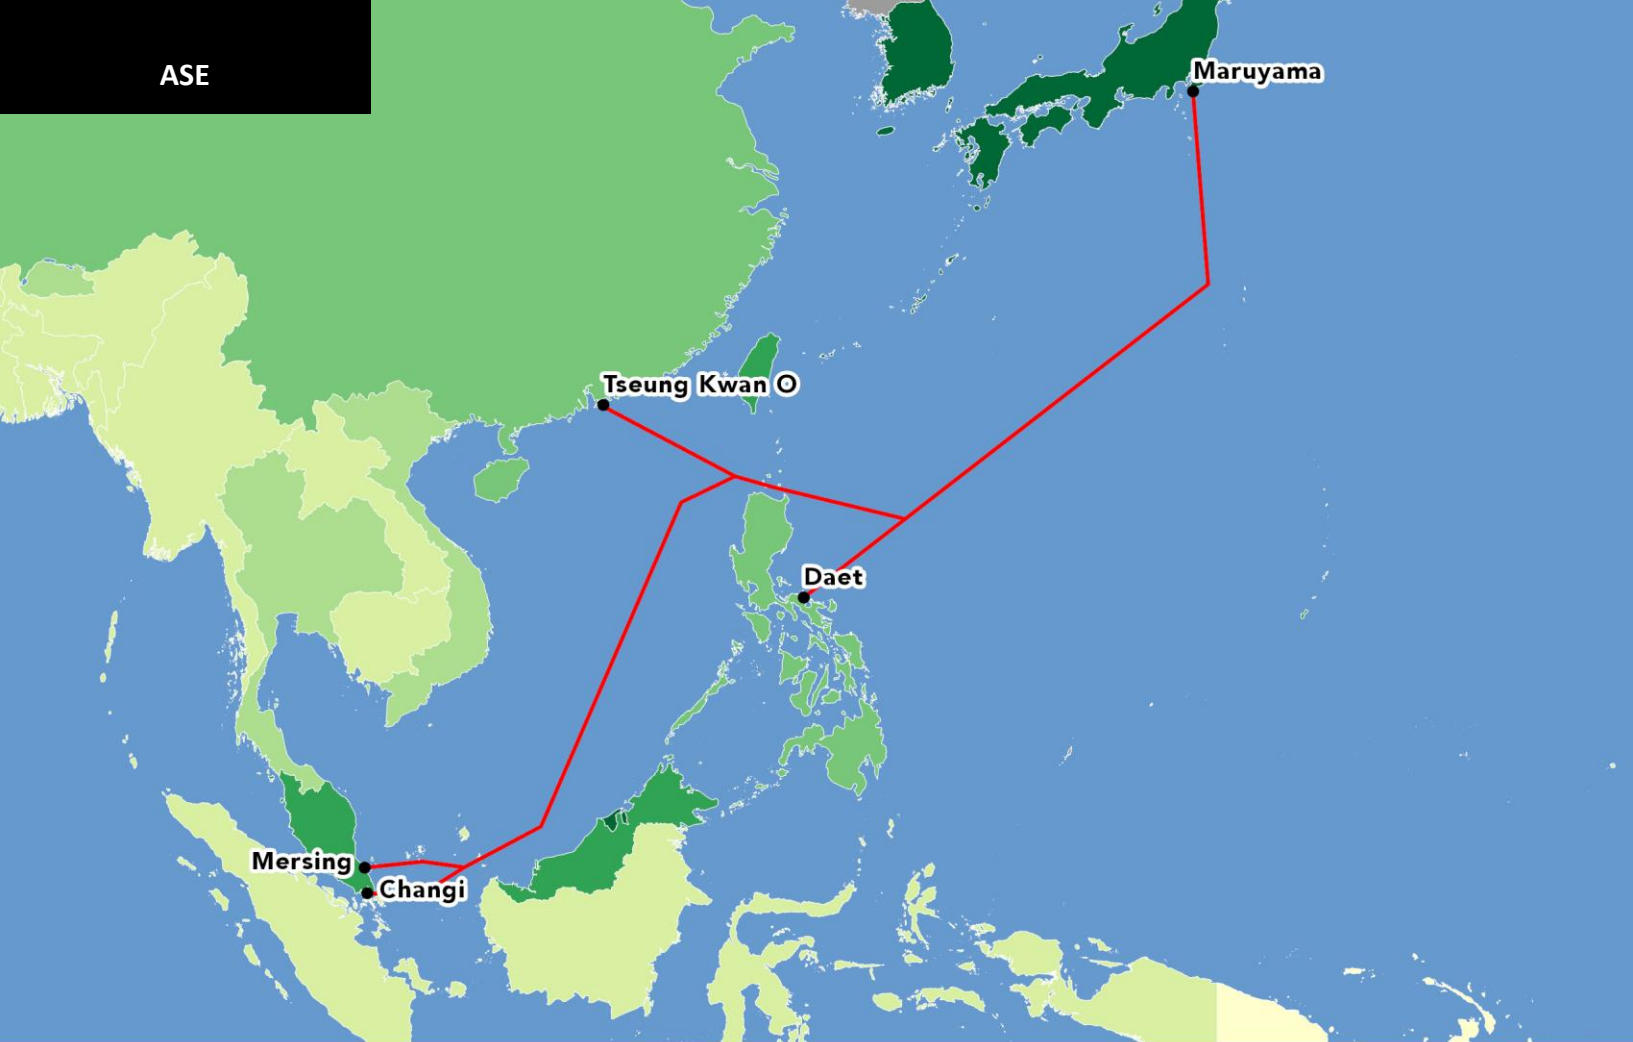 ASE
Maruyama
Tseung Kwan O
Daet
Mersing
Changi